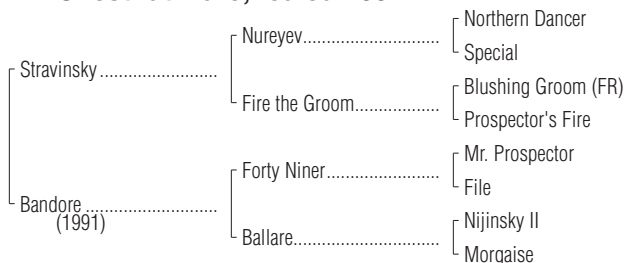 Northern Dancer
Nureyev
Special
Stravinsky
Blushing Groom (FR)
Fire the Groom
Prospector's Fire
Mr. Prospector
Forty Niner
File
Bandore
(1991)
Nijinsky II
Ballare
Morgaise